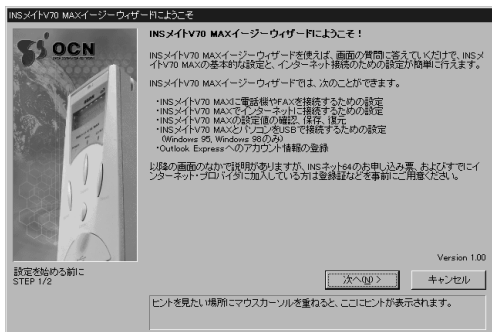 INSメイトV70 MAXイージーウィザードにようこそ
OCN
INSメイトV70 MAXイージーウィザードにようこそ！
INSメイトV70 MAXイージーウィザードを使えば、画面の質問に答えていくだけで、INSメ
イトV70 MAXの基本的な設定と、インターネット接続のための設定が簡単に行えます。
INSメイトV70 MAXイージーウィザードでは、次のことができます。
・INSメイトV70 MAXに電話機やFAXを接続するための設定
・INSメイトV70 MAXでインターネットに接続するための設定
・INSメイトV70 MAXの設定値の確認、保存、復元
・INSメイトV70 MAXとパソコンをUSBで接続するための設定
(Windows 95, Windows 98のみ)
・Outlook Expressへのアカウント情報の登録
以降の画面のなかで説明がありますが、INSネット64のお申し込み票、およびすでにイ
ンターネット・プロバイダに加入している方は登録証などを事前にご用意ください。
Version 1.00
設定を始める前に
STEP 1/2
次へ(N) >
キャンセル
ヒントを見たい場所にマウスカーソルを重ねると、ここにヒントが表示されます。